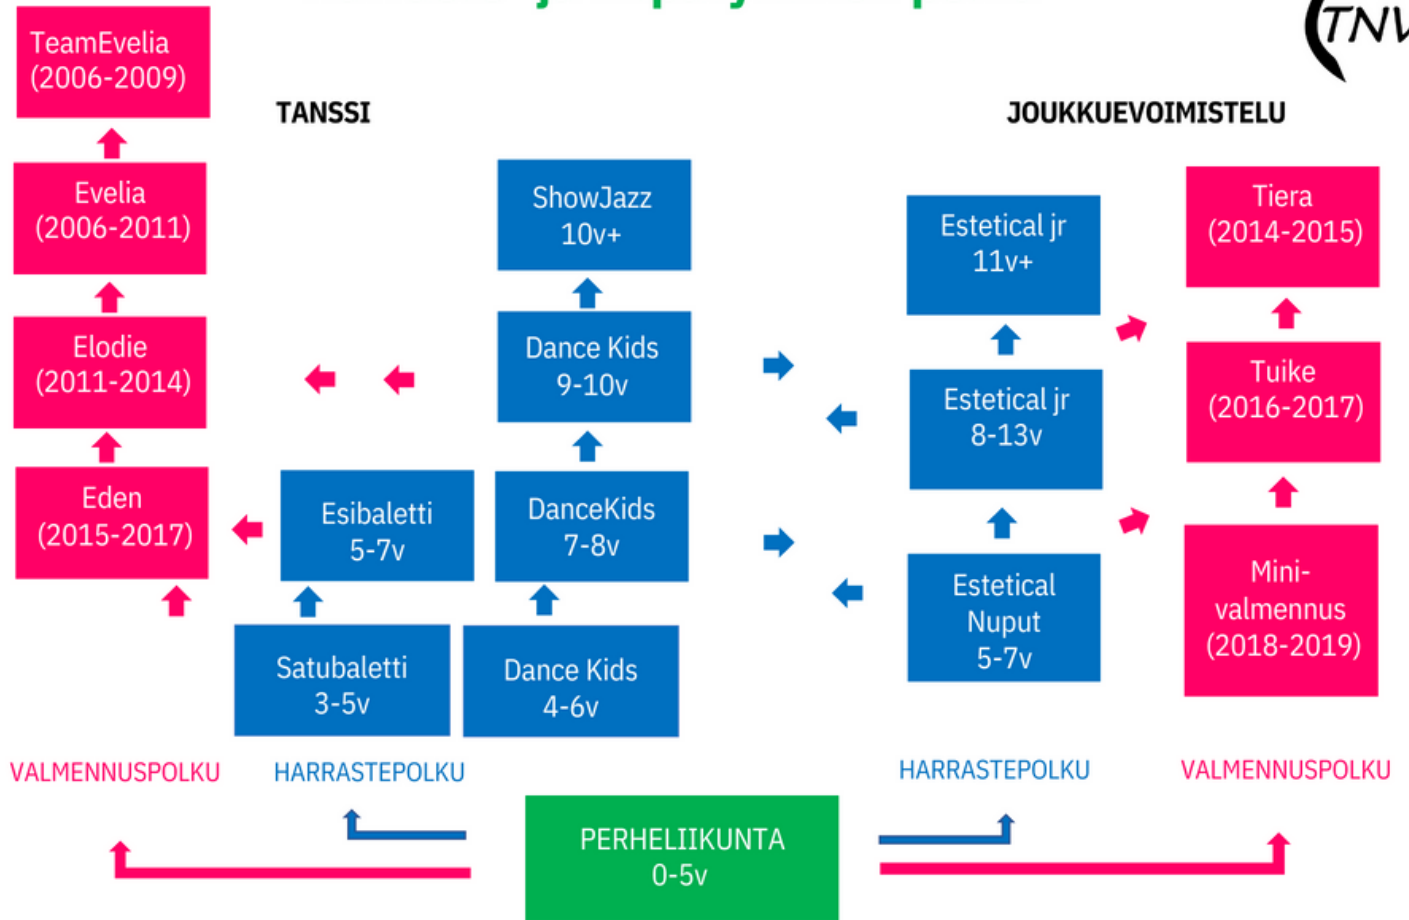 TNV
TeamEvelia
(2006-2009)
TANSSI
JOUKKUEVOIMISTELU
Evelia
(2006-2011)
ShowJazz
10v+
Estetical jr
11v+
Tiera
(2014-2015)
Elodie
(2011-2014)
Dance Kids
9-10v
Estetical jr
8-13v
Tuike
(2016-2017)
Eden
(2015-2017)
Esibaletti
5-7v
DanceKids
7-8v
Estetical
Nuput
5-7v
Mini-
valmennus
(2018-2019)
Satubaletti
3-5v
Dance Kids
4-6v
VALMENNUSPOLKU
HARRASTEPOLKU
HARRASTEPOLKU
VALMENNUSPOLKU
PERHELIIKUNTA
0-5v